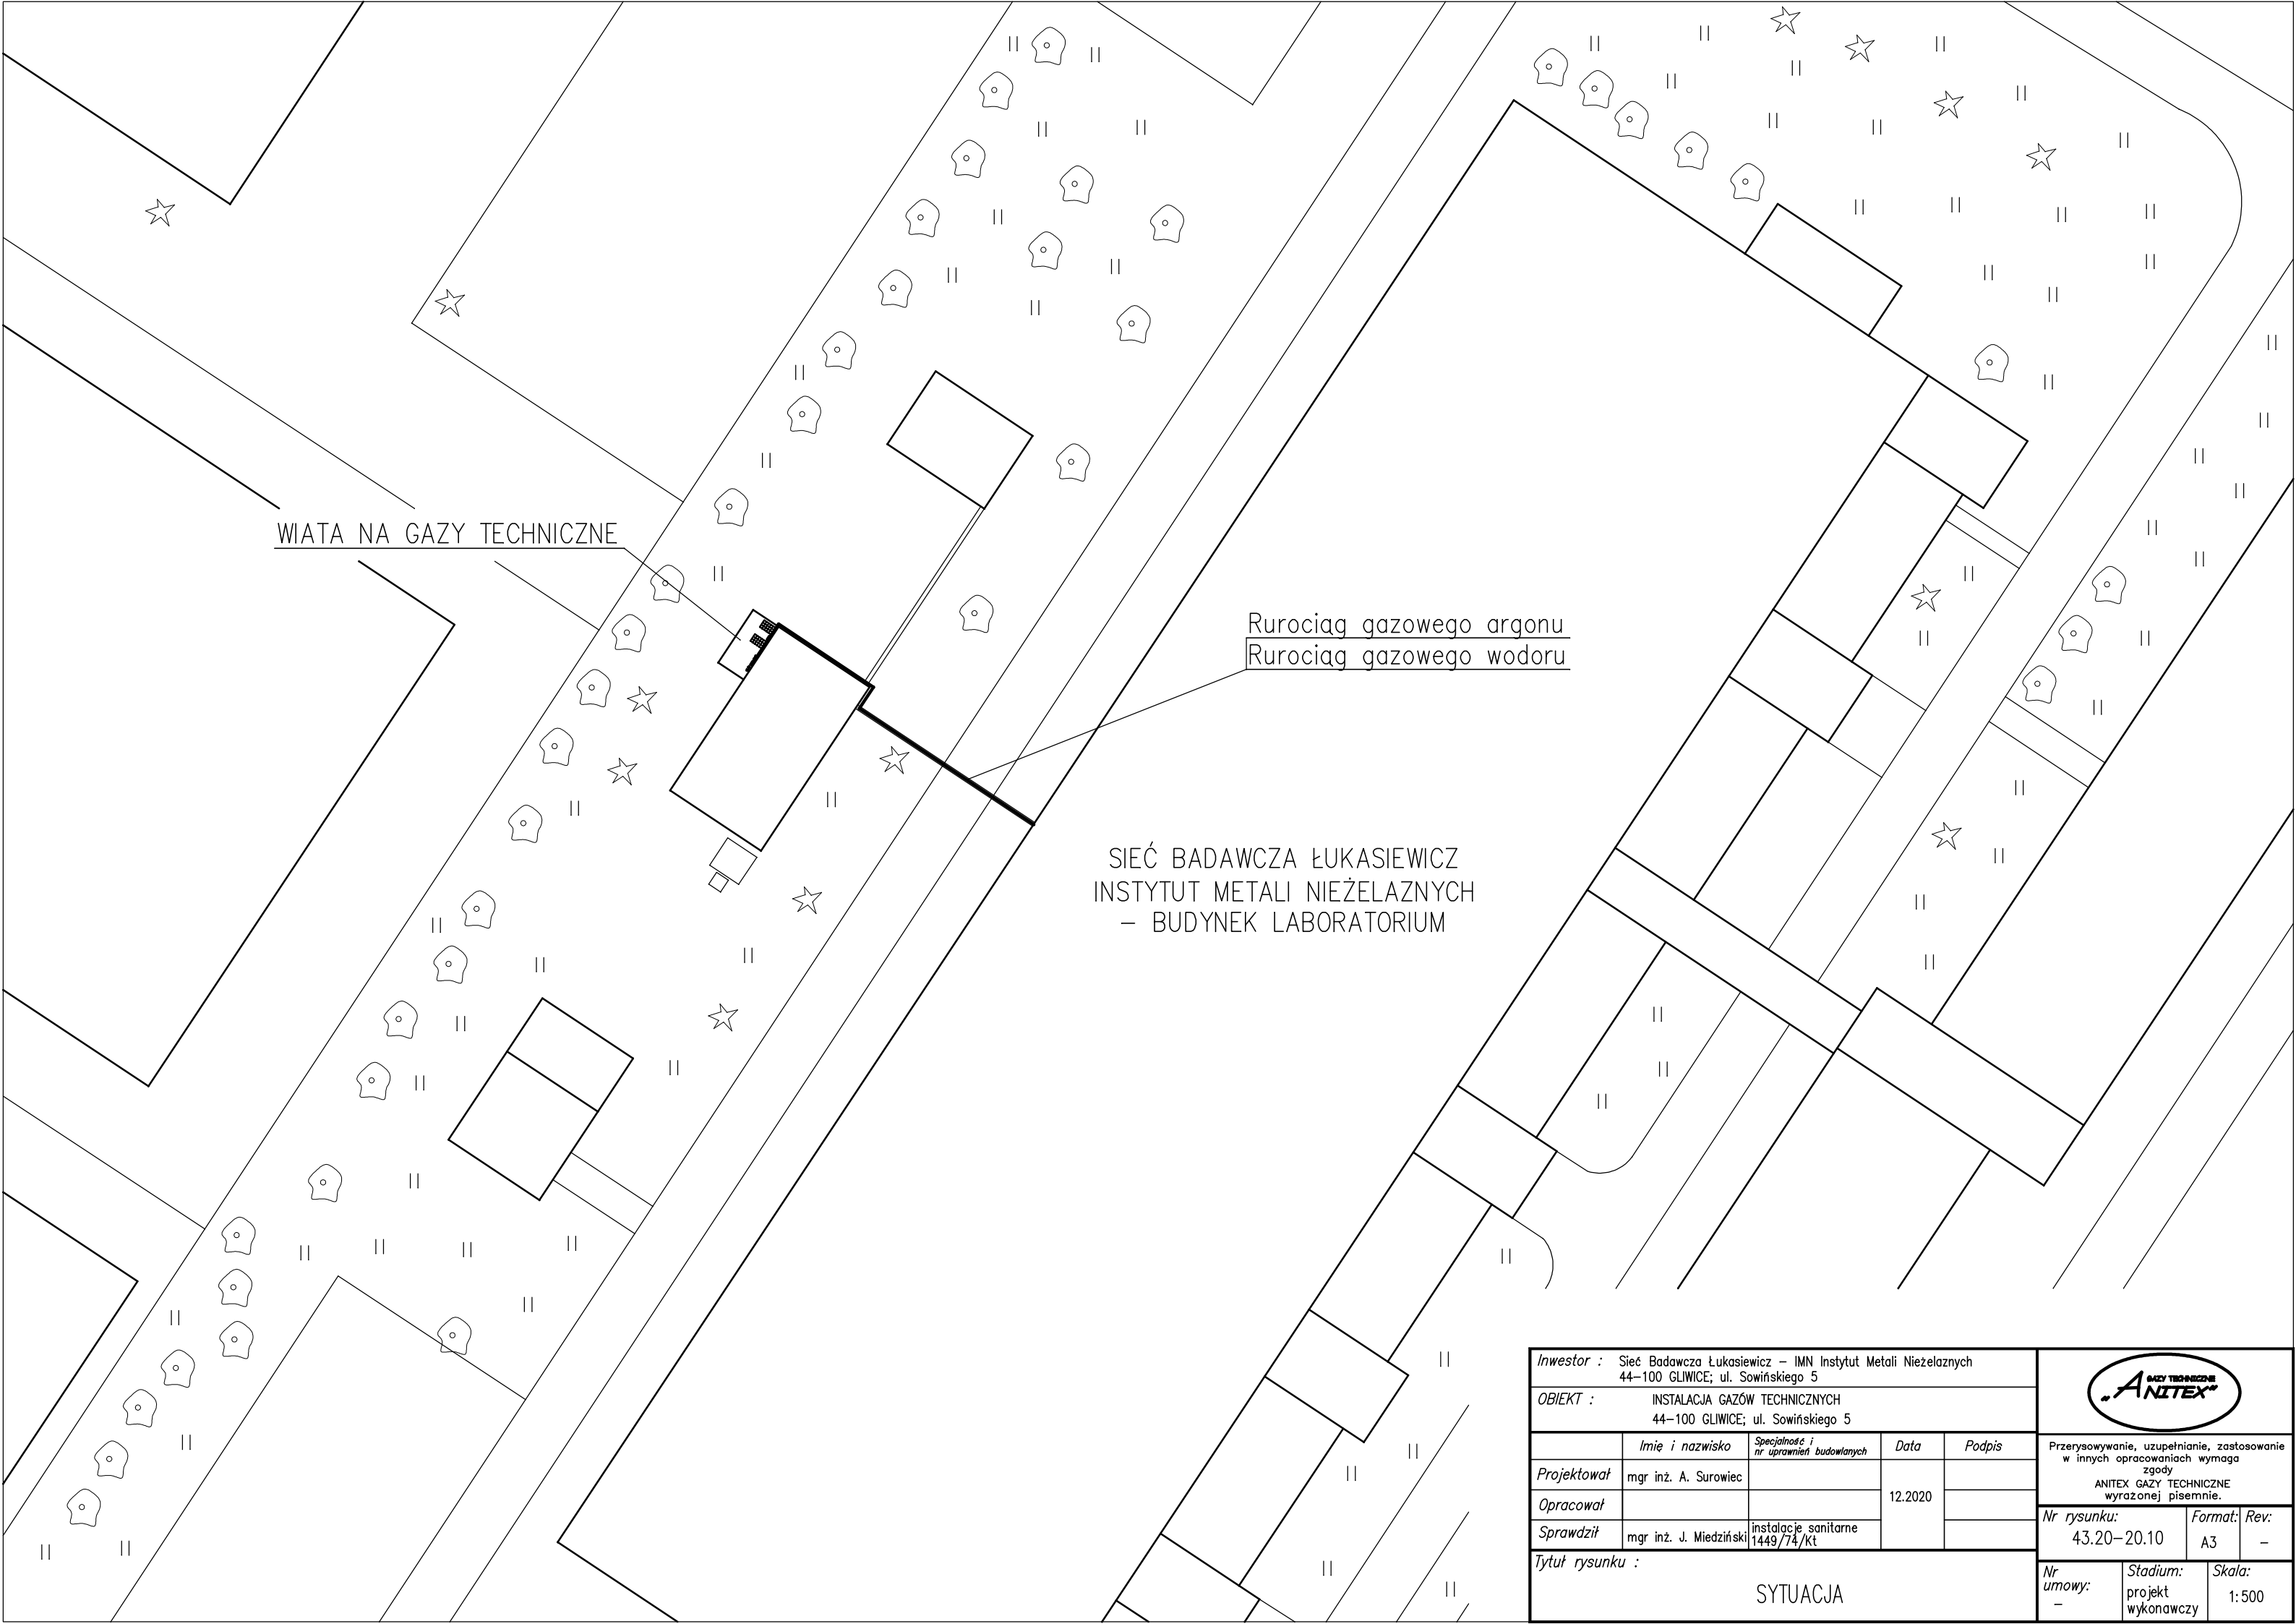 WIATA NA GAZY TECHNICZNE
Rurociąg gazowego argonu
Rurociąg gazowego wodoru
SIEĆ BADAWCZA ŁUKASIEWICZ
INSTYTUT METALI NIEŻELAZNYCH
– BUDYNEK LABORATORIUM
Inwestor : Sieć Badawcza Łukasiewicz – IMN Instytut Metali Nieżelaznych
44–100 GLIWICE; ul. Sowińskiego 5
OBIEKT : INSTALACJA GAZÓW TECHNICZNYCH
44–100 GLIWICE; ul. Sowińskiego 5
Imię i nazwisko Specjalność i nr uprawnień budowlanych Data Podpis
Projektował mgr inż. A. Surowiec
12.2020
Opracował
Sprawdził mgr inż. J. Miedziński instalacje sanitarne 1449/74/Kt
Tytuł rysunku :
SYTUACJA
GAZY TECHNICZNE
„ANITEX”
Przerysowywanie, uzupełnianie, zastosowanie
w innych opracowaniach wymaga
zgody
ANITEX GAZY TECHNICZNE
wyrażonej pisemnie.
Nr rysunku: Format: Rev:
43.20–20.10 A3 –
Nr umowy: Stadium: Skala:
– projekt wykonawczy 1:500